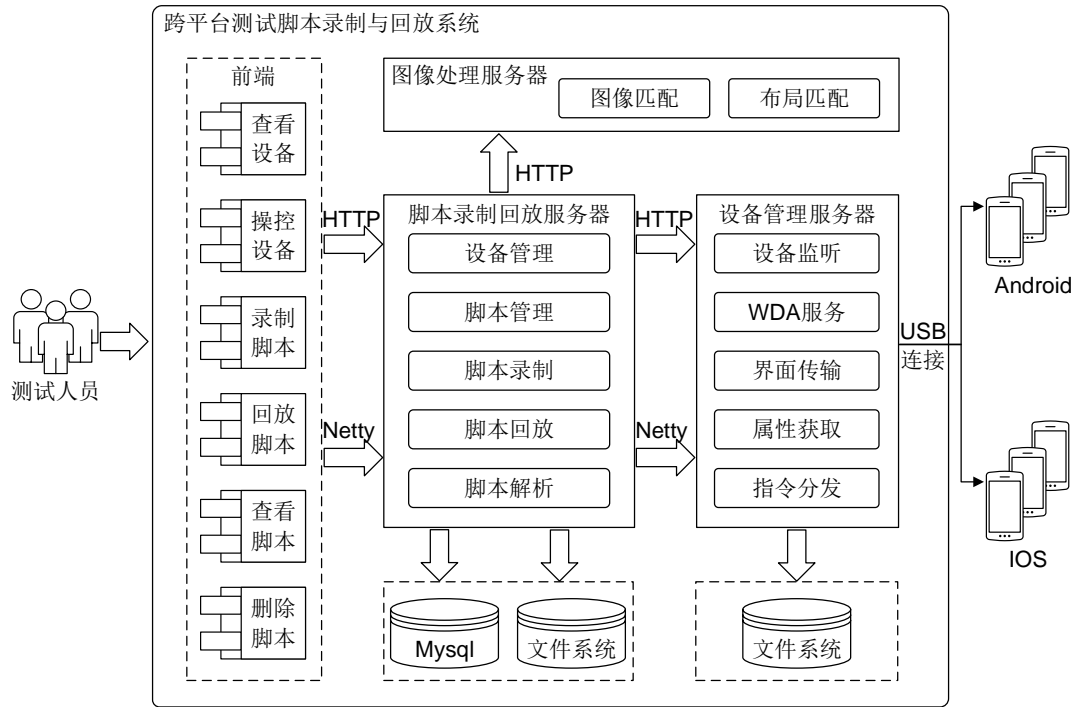 跨平台测试脚本录制与回放系统
前端
查看
设备
操控
设备
录制
脚本
回放
脚本
查看
脚本
删除
脚本
图像处理服务器
图像匹配
布局匹配
HTTP
HTTP
脚本录制回放服务器
设备管理
脚本管理
脚本录制
脚本回放
脚本解析
Netty
HTTP
Netty
设备管理服务器
设备监听
WDA服务
界面传输
属性获取
指令分发
Mysql
文件系统
文件系统
USB
连接
测试人员
Android
IOS